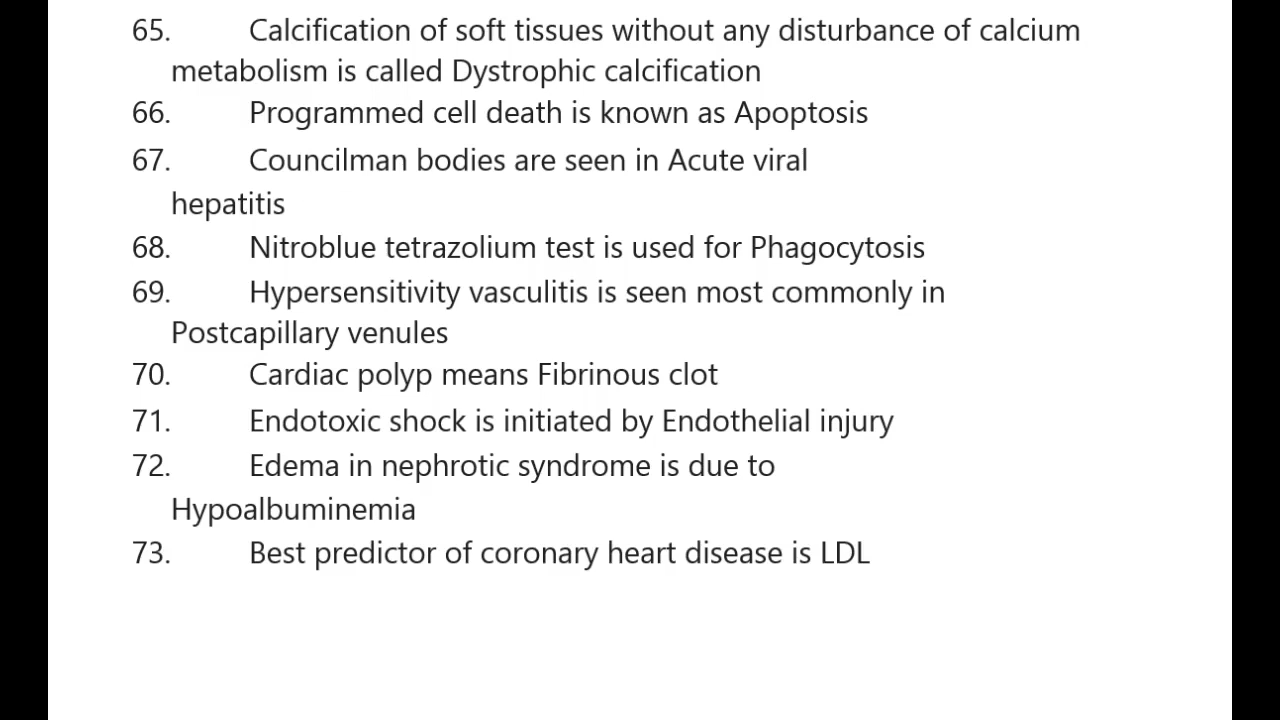 65. Calcification of soft tissues without any disturbance of calcium
metabolism is called Dystrophic calcification
66. Programmed cell death is known as Apoptosis
67. Councilman bodies are seen in Acute viral
hepatitis
68. Nitroblue tetrazolium test is used for Phagocytosis
69. Hypersensitivity vasculitis is seen most commonly in
Postcapillary venules
70. Cardiac polyp means Fibrinous clot
71. Endotoxic shock is initiated by Endothelial injury
72. Edema in nephrotic syndrome is due to
Hypoalbuminemia
73. Best predictor of coronary heart disease is LDL